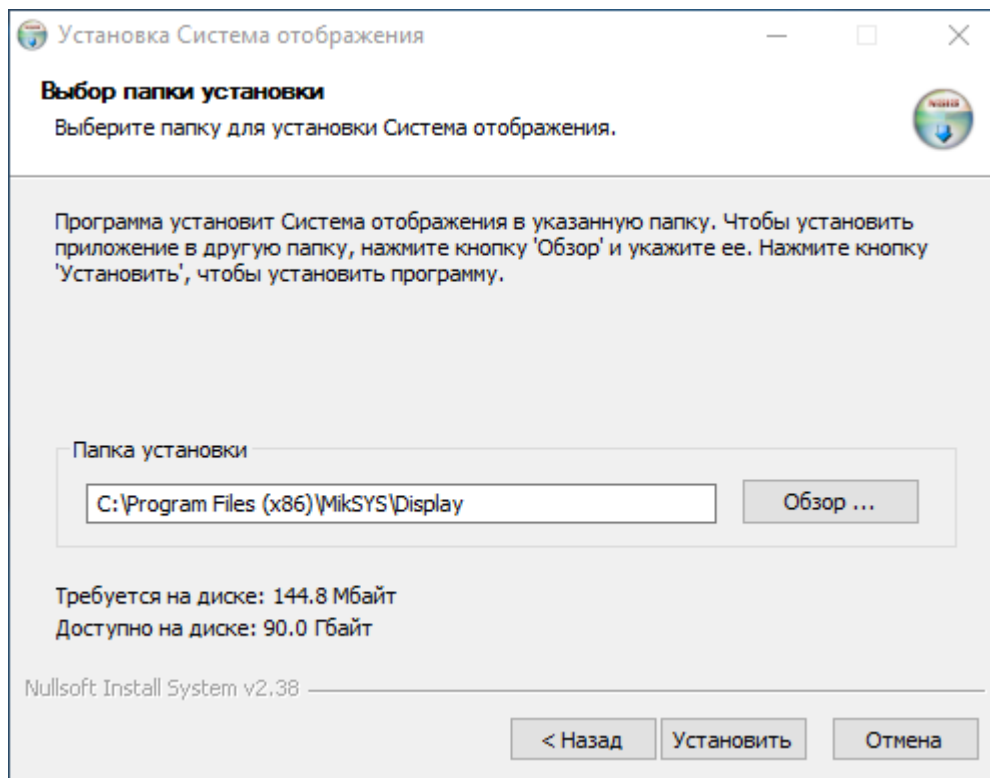 Установка Система отображения
Выбор папки установки
Выберите папку для установки Система отображения.
Программа установит Система отображения в указанную папку. Чтобы установить
приложение в другую папку, нажмите кнопку 'Обзор' и укажите ее. Нажмите кнопку
'Установить', чтобы установить программу.
Папка установки
C:\Program Files (x86)\MikSYS\Display
Обзор ...
Требуется на диске: 144.8 Мбайт
Доступно на диске: 90.0 Гбайт
Nullsoft Install System v2.38
< Назад
Установить
Отмена